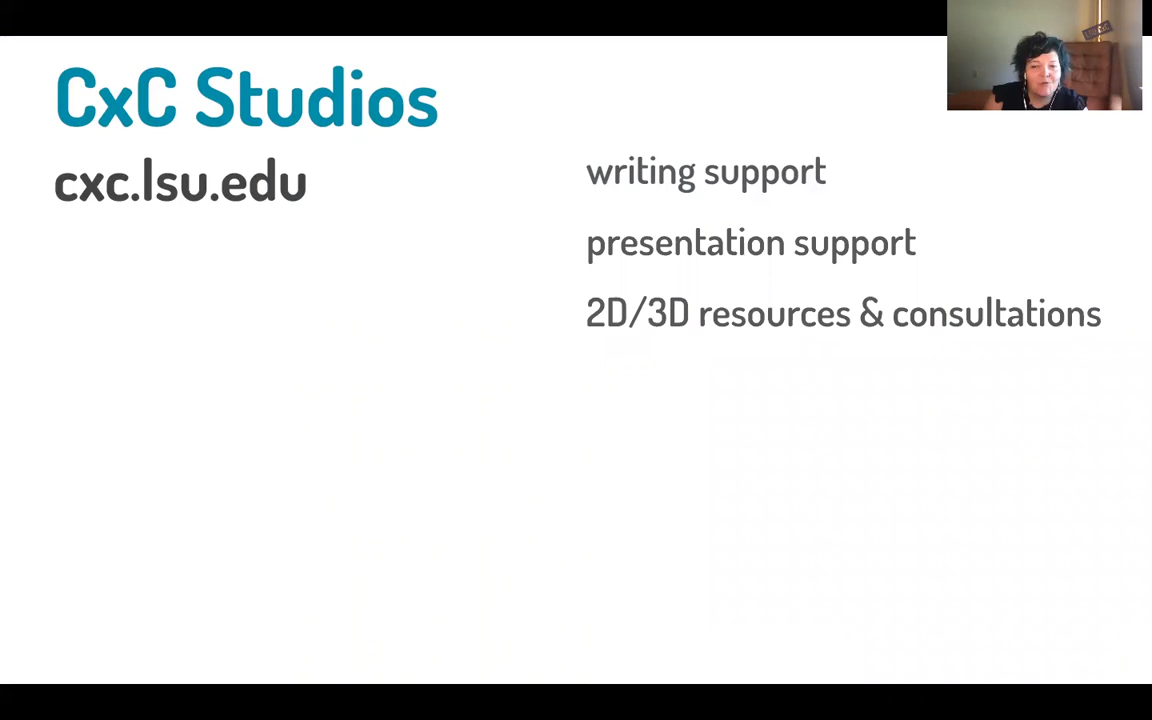 CxC Studios
cxc.lsu.edu
writing support
presentation support
2D/3D resources & consultations